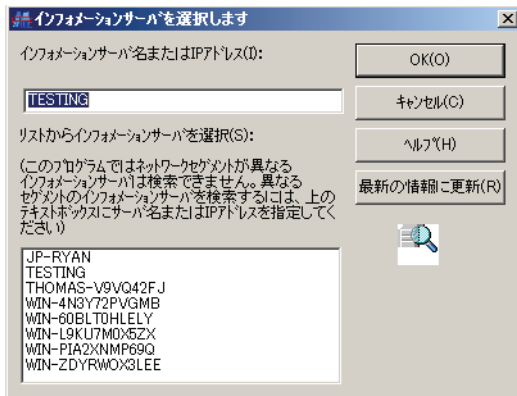 インフォメーションサーバを選択します
インフォメーションサーバ名またはIPアドレス(I):
OK(O)
TESTING
キャンセル(C)
リストからインフォメーションサーバを選択(S):
ヘルプ(H)
(このプログラムではネットワークセグメントが異なる
インフォメーションサーバは検索できません。異なる
セグメントのインフォメーションサーバを検索するには、上の
テキストボックスにサーバ名またはIPアドレスを指定してく
ださい)
最新の情報に更新(R)
JP-RYAN
TESTING
THOMAS-V9VQ42FJ
WIN-4N3Y72PVGMB
WIN-60BLT0HLELY
WIN-L9KU7M0X5ZX
WIN-PIA2XNMP69Q
WIN-ZDYRWOX3LEE